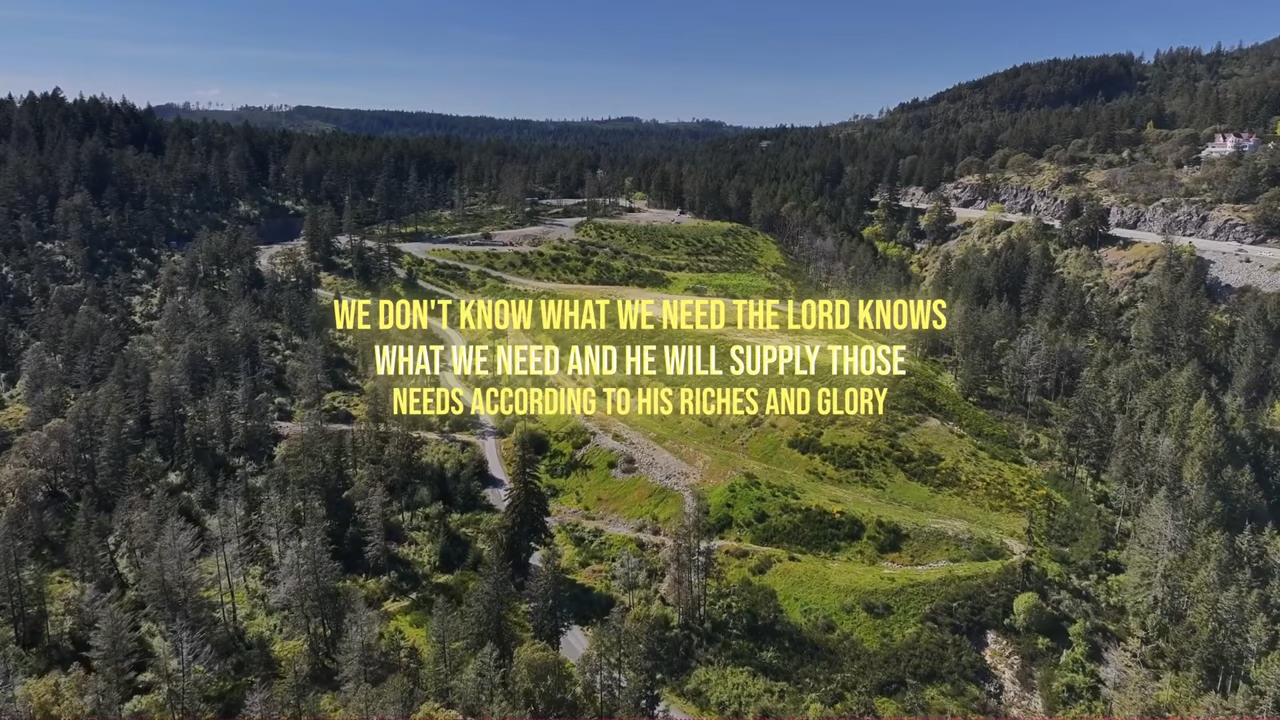 WE DON'T KNOW WHAT WE NEED THE LORD KNOWS
WHAT WE NEED AND HE WILL SUPPLY THOSE
NEEDS ACCORDING TO HIS RICHES AND GLORY